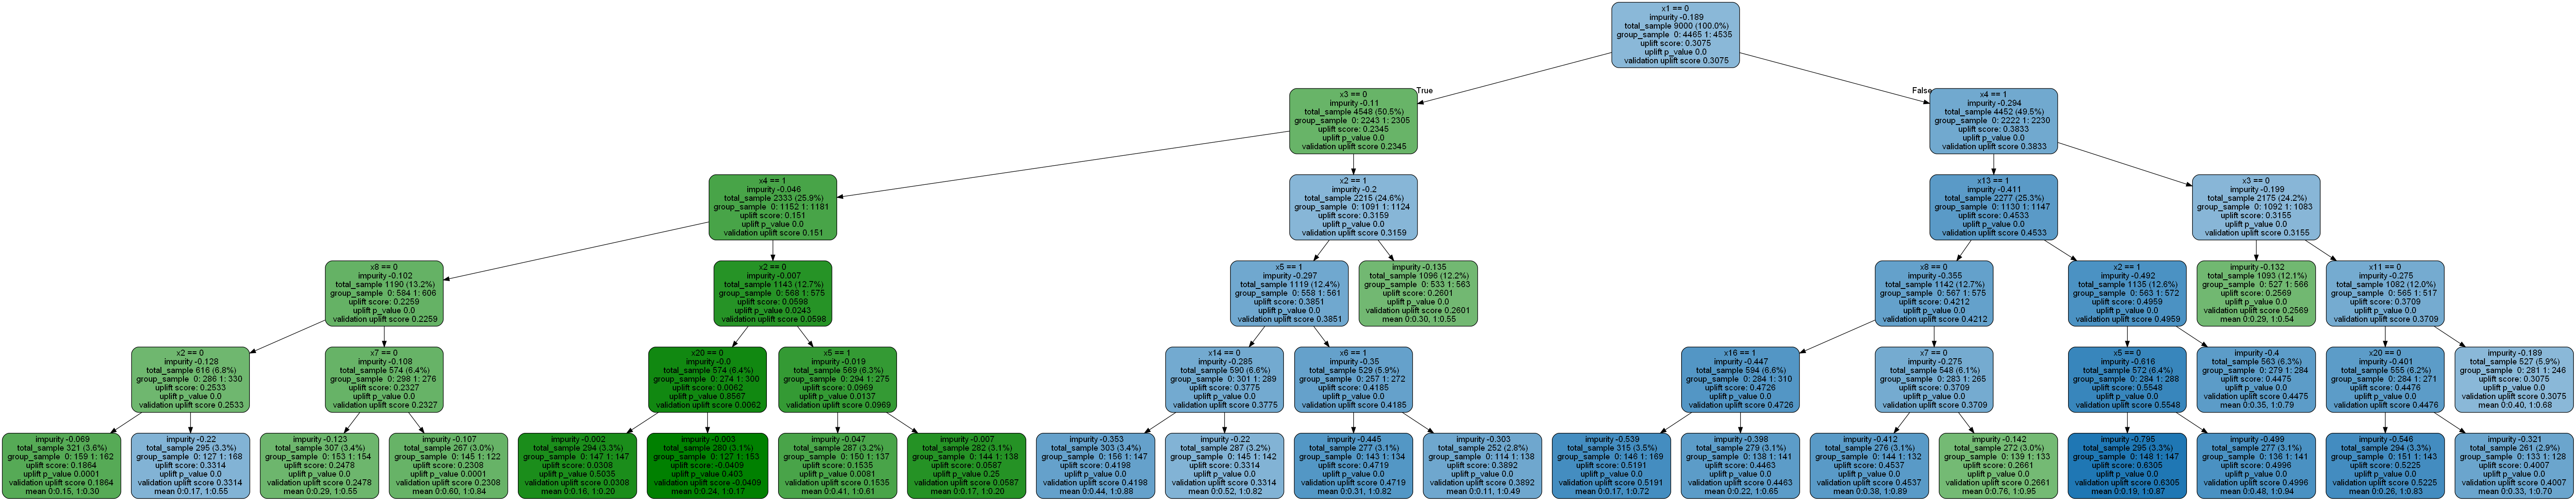 x1 == 0
impurity -0.189
total_sample 9000 (100.0%)
group_sample 0: 4465 1: 4535
uplift score: 0.3075
uplift p_value 0.0
validation uplift score 0.3075
True
False
x3 == 0
impurity -0.11
total_sample 4548 (50.5%)
group_sample 0: 2243 1: 2305
uplift score: 0.2345
uplift p_value 0.0
validation uplift score 0.2345
x4 == 1
impurity -0.294
total_sample 4452 (49.5%)
group_sample 0: 2222 1: 2230
uplift score: 0.3833
uplift p_value 0.0
validation uplift score 0.3833
x4 == 1
impurity -0.046
total_sample 2333 (25.9%)
group_sample 0: 1152 1: 1181
uplift score: 0.151
uplift p_value 0.0
validation uplift score 0.151
x2 == 1
impurity -0.2
total_sample 2215 (24.6%)
group_sample 0: 1091 1: 1124
uplift score: 0.3159
uplift p_value 0.0
validation uplift score 0.3159
x13 == 1
impurity -0.411
total_sample 2277 (25.3%)
group_sample 0: 1130 1: 1147
uplift score: 0.4533
uplift p_value 0.0
validation uplift score 0.4533
x3 == 0
impurity -0.199
total_sample 2175 (24.2%)
group_sample 0: 1092 1: 1083
uplift score: 0.3155
uplift p_value 0.0
validation uplift score 0.3155
x8 == 0
impurity -0.102
total_sample 1190 (13.2%)
group_sample 0: 584 1: 606
uplift score: 0.2259
uplift p_value 0.0
validation uplift score 0.2259
x2 == 0
impurity -0.007
total_sample 1143 (12.7%)
group_sample 0: 568 1: 575
uplift score: 0.0598
uplift p_value 0.0243
validation uplift score 0.0598
x5 == 1
impurity -0.297
total_sample 1119 (12.4%)
group_sample 0: 558 1: 561
uplift score: 0.3851
uplift p_value 0.0
validation uplift score 0.3851
impurity -0.135
total_sample 1096 (12.2%)
group_sample 0: 533 1: 563
uplift score: 0.2601
uplift p_value 0.0
validation uplift score 0.2601
mean 0:0.30, 1:0.55
x8 == 0
impurity -0.355
total_sample 1142 (12.7%)
group_sample 0: 567 1: 575
uplift score: 0.4212
uplift p_value 0.0
validation uplift score 0.4212
x2 == 1
impurity -0.492
total_sample 1135 (12.6%)
group_sample 0: 563 1: 572
uplift score: 0.4959
uplift p_value 0.0
validation uplift score 0.4959
impurity -0.132
total_sample 1093 (12.1%)
group_sample 0: 527 1: 566
uplift score: 0.2569
uplift p_value 0.0
validation uplift score 0.2569
mean 0:0.29, 1:0.54
x11 == 0
impurity -0.275
total_sample 1082 (12.0%)
group_sample 0: 565 1: 517
uplift score: 0.3709
uplift p_value 0.0
validation uplift score 0.3709
x2 == 0
impurity -0.128
total_sample 616 (6.8%)
group_sample 0: 286 1: 330
uplift score: 0.2533
uplift p_value 0.0
validation uplift score 0.2533
x7 == 0
impurity -0.108
total_sample 574 (6.4%)
group_sample 0: 298 1: 276
uplift score: 0.2327
uplift p_value 0.0
validation uplift score 0.2327
x20 == 0
impurity -0.0
total_sample 574 (6.4%)
group_sample 0: 274 1: 300
uplift score: 0.0062
uplift p_value 0.8567
validation uplift score 0.0062
x5 == 1
impurity -0.019
total_sample 569 (6.3%)
group_sample 0: 294 1: 275
uplift score: 0.0969
uplift p_value 0.0137
validation uplift score 0.0969
x14 == 0
impurity -0.285
total_sample 590 (6.6%)
group_sample 0: 301 1: 289
uplift score: 0.3775
uplift p_value 0.0
validation uplift score 0.3775
x6 == 1
impurity -0.35
total_sample 529 (5.9%)
group_sample 0: 257 1: 272
uplift score: 0.4185
uplift p_value 0.0
validation uplift score 0.4185
x16 == 1
impurity -0.447
total_sample 594 (6.6%)
group_sample 0: 284 1: 310
uplift score: 0.4726
uplift p_value 0.0
validation uplift score 0.4726
x7 == 0
impurity -0.275
total_sample 548 (6.1%)
group_sample 0: 283 1: 265
uplift score: 0.3709
uplift p_value 0.0
validation uplift score 0.3709
x5 == 0
impurity -0.616
total_sample 572 (6.4%)
group_sample 0: 284 1: 288
uplift score: 0.5548
uplift p_value 0.0
validation uplift score 0.5548
impurity -0.4
total_sample 563 (6.3%)
group_sample 0: 279 1: 284
uplift score: 0.4475
uplift p_value 0.0
validation uplift score 0.4475
mean 0:0.35, 1:0.79
x20 == 0
impurity -0.401
total_sample 555 (6.2%)
group_sample 0: 284 1: 271
uplift score: 0.4476
uplift p_value 0.0
validation uplift score 0.4476
impurity -0.189
total_sample 527 (5.9%)
group_sample 0: 281 1: 246
uplift score: 0.3075
uplift p_value 0.0
validation uplift score 0.3075
mean 0:0.40, 1:0.68
impurity -0.069
total_sample 321 (3.6%)
group_sample 0: 159 1: 162
uplift score: 0.1864
uplift p_value 0.0001
validation uplift score 0.1864
mean 0:0.15, 1:0.30
impurity -0.22
total_sample 295 (3.3%)
group_sample 0: 127 1: 168
uplift score: 0.3314
uplift p_value 0.0
validation uplift score 0.3314
mean 0:0.17, 1:0.55
impurity -0.123
total_sample 307 (3.4%)
group_sample 0: 153 1: 154
uplift score: 0.2478
uplift p_value 0.0
validation uplift score 0.2478
mean 0:0.29, 1:0.55
impurity -0.107
total_sample 267 (3.0%)
group_sample 0: 145 1: 122
uplift score: 0.2308
uplift p_value 0.0001
validation uplift score 0.2308
mean 0:0.60, 1:0.84
impurity -0.002
total_sample 294 (3.3%)
group_sample 0: 147 1: 147
uplift score: 0.0308
uplift p_value 0.5035
validation uplift score 0.0308
mean 0:0.16, 1:0.20
impurity -0.003
total_sample 280 (3.1%)
group_sample 0: 127 1: 153
uplift score: -0.0409
uplift p_value 0.403
validation uplift score -0.0409
mean 0:0.24, 1:0.17
impurity -0.047
total_sample 287 (3.2%)
group_sample 0: 150 1: 137
uplift score: 0.1535
uplift p_value 0.0081
validation uplift score 0.1535
mean 0:0.41, 1:0.61
impurity -0.007
total_sample 282 (3.1%)
group_sample 0: 144 1: 138
uplift score: 0.0587
uplift p_value 0.25
validation uplift score 0.0587
mean 0:0.17, 1:0.20
impurity -0.353
total_sample 303 (3.4%)
group_sample 0: 156 1: 147
uplift score: 0.4198
uplift p_value 0.0
validation uplift score 0.4198
mean 0:0.44, 1:0.88
impurity -0.22
total_sample 287 (3.2%)
group_sample 0: 145 1: 142
uplift score: 0.3314
uplift p_value 0.0
validation uplift score 0.3314
mean 0:0.52, 1:0.82
impurity -0.445
total_sample 277 (3.1%)
group_sample 0: 143 1: 134
uplift score: 0.4719
uplift p_value 0.0
validation uplift score 0.4719
mean 0:0.31, 1:0.82
impurity -0.303
total_sample 252 (2.8%)
group_sample 0: 114 1: 138
uplift score: 0.3892
uplift p_value 0.0
validation uplift score 0.3892
mean 0:0.11, 1:0.49
impurity -0.539
total_sample 315 (3.5%)
group_sample 0: 146 1: 169
uplift score: 0.5191
uplift p_value 0.0
validation uplift score 0.5191
mean 0:0.17, 1:0.72
impurity -0.398
total_sample 279 (3.1%)
group_sample 0: 138 1: 141
uplift score: 0.4463
uplift p_value 0.0
validation uplift score 0.4463
mean 0:0.22, 1:0.65
impurity -0.412
total_sample 276 (3.1%)
group_sample 0: 144 1: 132
uplift score: 0.4537
uplift p_value 0.0
validation uplift score 0.4537
mean 0:0.38, 1:0.89
impurity -0.142
total_sample 272 (3.0%)
group_sample 0: 139 1: 133
uplift score: 0.2661
uplift p_value 0.0
validation uplift score 0.2661
mean 0:0.76, 1:0.95
impurity -0.795
total_sample 295 (3.3%)
group_sample 0: 148 1: 147
uplift score: 0.6305
uplift p_value 0.0
validation uplift score 0.6305
mean 0:0.19, 1:0.87
impurity -0.499
total_sample 277 (3.1%)
group_sample 0: 136 1: 141
uplift score: 0.4996
uplift p_value 0.0
validation uplift score 0.4996
mean 0:0.48, 1:0.94
impurity -0.546
total_sample 294 (3.3%)
group_sample 0: 151 1: 143
uplift score: 0.5225
uplift p_value 0.0
validation uplift score 0.5225
mean 0:0.26, 1:0.83
impurity -0.321
total_sample 261 (2.9%)
group_sample 0: 133 1: 128
uplift score: 0.4007
uplift p_value 0.0
validation uplift score 0.4007
mean 0:0.33, 1:0.70